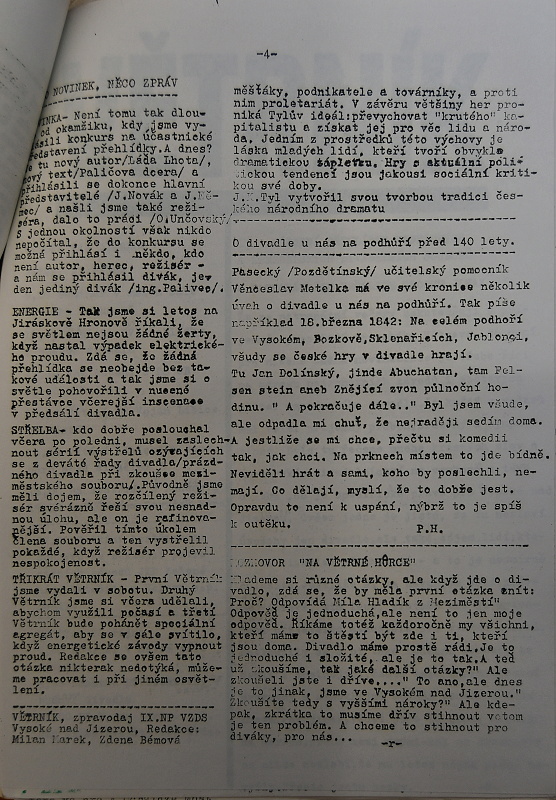 -4-
NOVINEK, NĚCO ZPRÁV
Není tomu tak dlou-
od okamžiku, kdy jsme vy-
konkurs na účastnické
představení přehlídky.A dnes?
tu nový autor/Láďa Lhota/,
nový text/Paličova dcera/ a
přihlásili se dokonce hlavní
představitelé /J.Novák a J.Ně-
mec/ a našli jsme také reži-
séra, dalo to práci /O.Unčovský/
S jednou okolností však nikdo
nepočítal, že do konkursu se
možná přihlásí i někdo, kdo
není autor, herec, režisér -
a nám se přihlásil divák, je-
den jediný divák /ing.Palivec/.
ENERGIE - Tak jsme si letos na
Jiráskově Hronově říkali, že
se světlem nejsou žádné žerty,
když nastal výpadek elektrické-
ho proudu. Zdá se, že žádná
přehlídka se neobejde bez ta-
kové události a tak jsme si o
světle pohovořili v nucené
přestávce včerejší inscenace
v předsálí divadla.
STŘELBA- kdo dobře poslouchal
včera po poledni, musel zaslech-
nout sérii výstřelů ozývajících
se z deváté řady divadla/prázd-
ného divadla při zkoušce mezi-
městského souboru/.Původně jsme
měli dojem, že rozčílený reži-
sér svérázně řeší svou nesnad-
nou úlohu, ale on je rafinova-
nější. Pověřil tímto úkolem
člena souboru a ten vystřelil
pokaždé, když režisér projevil
nespokojenost.
TŘIKRÁT VĚTRNÍK - První Větrník
jsme vydali v sobotu. Druhý
Větrník jsme si včera udělali,
abychom využili počasí a třetí
Větrník bude pohánět speciální
agregát, aby se v sále svítilo,
když energetické závody vypnout
proud. Redakce se ovšem tato
otázka nikterak nedotýká, může-
me pracovat i při jiném osvět-
lení.
VĚTRNÍK, zpravodaj IX.NP VZDS
Vysoké nad Jizerou, Redakce:
Milan Marek, Zdena Bémová
měšťáky, podnikatele a továrníky, a proti
nim proletariát. V závěru většiny her pro-
niká Tylův ideál:převychovat "krutého" ka-
pitalistu a získat jej pro věc lidu a náro-
da. Jedním z prostředků této výchovy je
láska mladých lidí, kteří tvoří obvykle
dramatickou zápletku. Hry s aktuální poli-
tickou tendencí jsou jakousi sociální kriti-
kou své doby.
J.K.Tyl vytvořil svou tvorbou tradici čes-
kého národního dramatu
O divadle u nás na podhůří před 140 lety.
Pasecký /Pozdětínský/ učitelský pomocník
Věnceslav Metelka má ve své kronice několik
úvah o divadle u nás na podhůří. Tak píše
například 18.března 1842: Na celém podhoří
ve Vysokém, Bozkově,Sklenařicích, Jablonci,
všudy se české hry v divadle hrají.
Tu Jan Dolínský, jinde Abuchatan, tam Fel-
sen stein aneb Znějící zvon půlnoční ho-
dinu. " A pokračuje dále.." Byl jsem všude,
ale odpadla mi chuť, že nejraději sedím doma.
A jestliže se mi chce, přečtu si komedii
tak, jak chci. Na prknech místem to jde bídně.
Neviděli hrát a sami, koho by poslechli, ne-
mají. Co dělají, myslí, že to dobře jest.
Opravdu to není k uspání, nýbrž to je spíš
k outěku. P.H.
ROZHOVOR "NA VĚTRNÉ HŮRCE"
Klademe si různé otázky, ale když jde o di-
vadlo, zdá se, že by měla první otázka znít:
Proč? Odpovídá Míla Hladík z Meziměstí"
Odpověď je jednoduchá,ale není to jen moje
odpověď. Říkáme totéž každoročně my všichni,
kteří máme to štěstí být zde i ti, kteří
jsou doma. Divadlo máme prostě rádi.Je to
jednoduché i složité, ale je to tak.A teď
už zkoušíme, tak jaké další otázky?" Ale
zkoušeli jste i dříve,...." To ano,ale dnes
je to jinak, jsme ve Vysokém nad Jizerou."
Zkoušíte tedy s vyššími nároky?" Ale kde-
pak, zkrátka to musíme dřív stihnout v tom
je ten problém. A chceme to stihnout pro
diváky, pro nás...
-r-